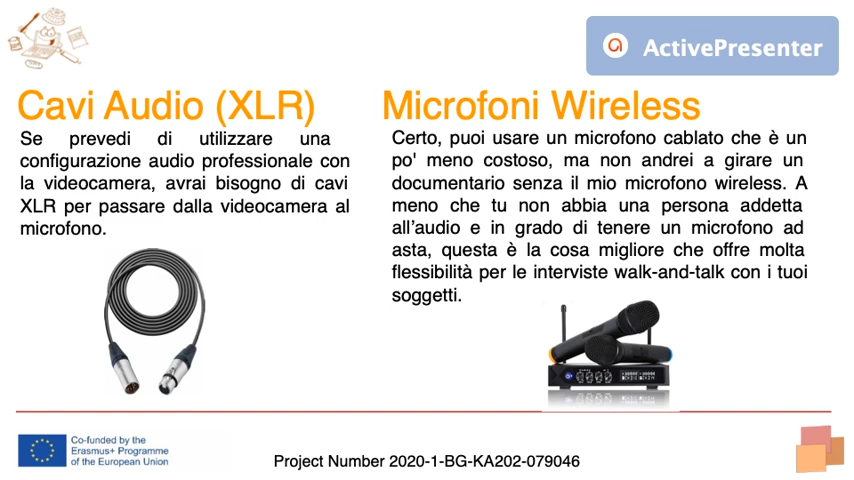 ActivePresenter
Cavi Audio (XLR)
Se prevedi di utilizzare una
configurazione audio professionale con
la videocamera, avrai bisogno di cavi
XLR per passare dalla videocamera al
microfono.
Microfoni Wireless
Certo, puoi usare un microfono cablato che è un
po' meno costoso, ma non andrei a girare un
documentario senza il mio microfono wireless. A
meno che tu non abbia una persona addetta
all'audio e in grado di tenere un microfono ad
asta, questa è la cosa migliore che offre molta
flessibilità per le interviste walk-and-talk con i tuoi
soggetti.
Co-funded by the
Erasmus+ Programme
of the European Union
Project Number 2020-1-BG-KA202-079046